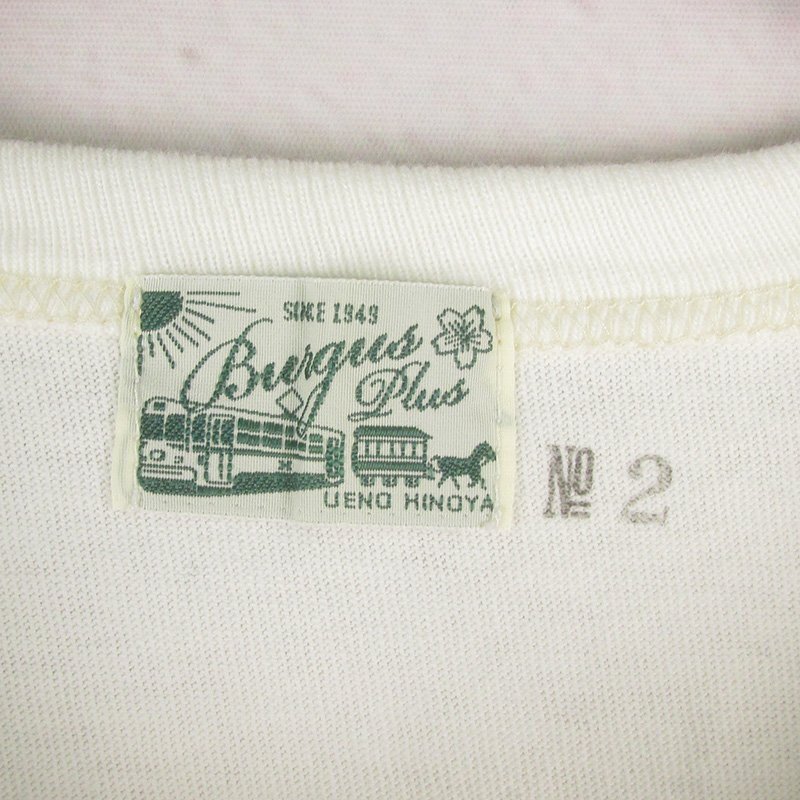 SINCE 1949
Burgus
Plus
UENO HINOYA
№ 2